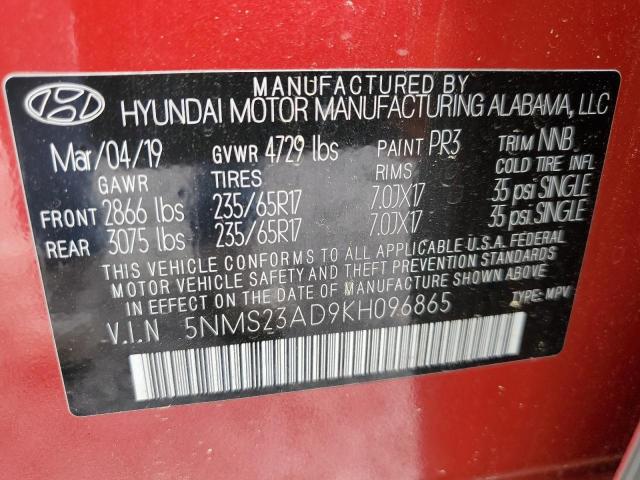 MANUFACTURED BY
HYUNDAI MOTOR MANUFACTURING ALABAMA, LLC
Mar/04/19 GVWR 4729 lbs PAINT PR3 TRIM NNB
GAWR TIRES RIMS COLD TIRE INFL
FRONT 2866 lbs 235/65R17 7.0JX17 35 psi SINGLE
REAR 3075 lbs 235/65R17 7.0JX17 35 psi SINGLE
THIS VEHICLE CONFORMS TO ALL APPLICABLE U.S.A. FEDERAL
MOTOR VEHICLE SAFETY AND THEFT PREVENTION STANDARDS
IN EFFECT ON THE DATE OF MANUFACTURE SHOWN ABOVE
V.I.N 5NMS23AD9KH096865 TYPE: MPV